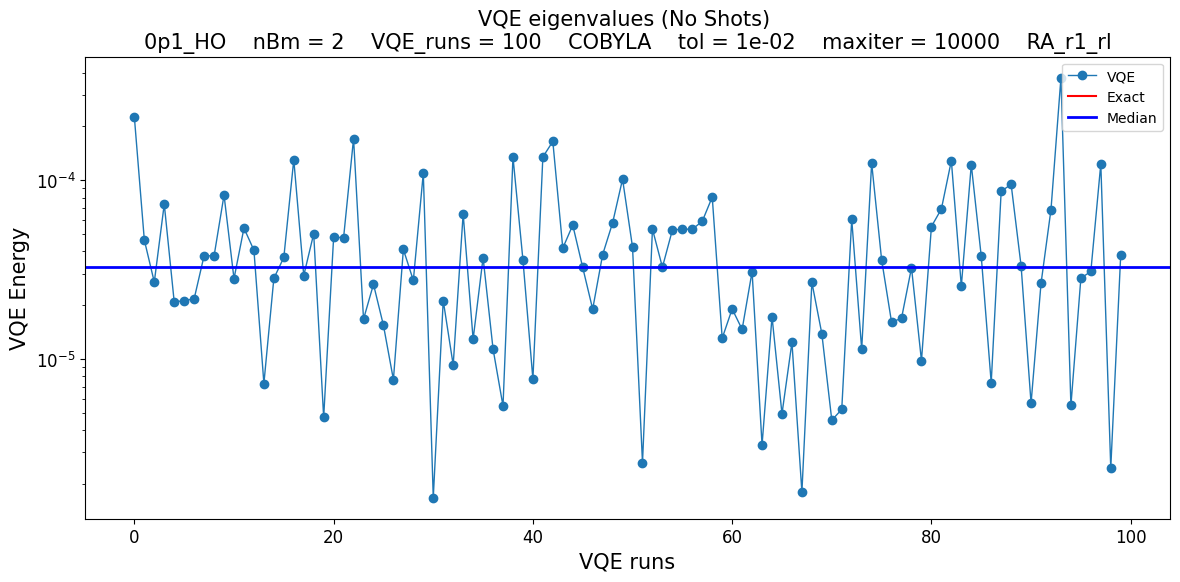 VQE eigenvalues (No Shots)
0p1_HO    nBm = 2    VQE_runs = 100    COBYLA    tol = 1e-02    maxiter = 10000    RA_r1_rl
VQE
Exact
Median
VQE Energy
10⁻⁴
10⁻⁵
0 20 40 60 80 100
VQE runs